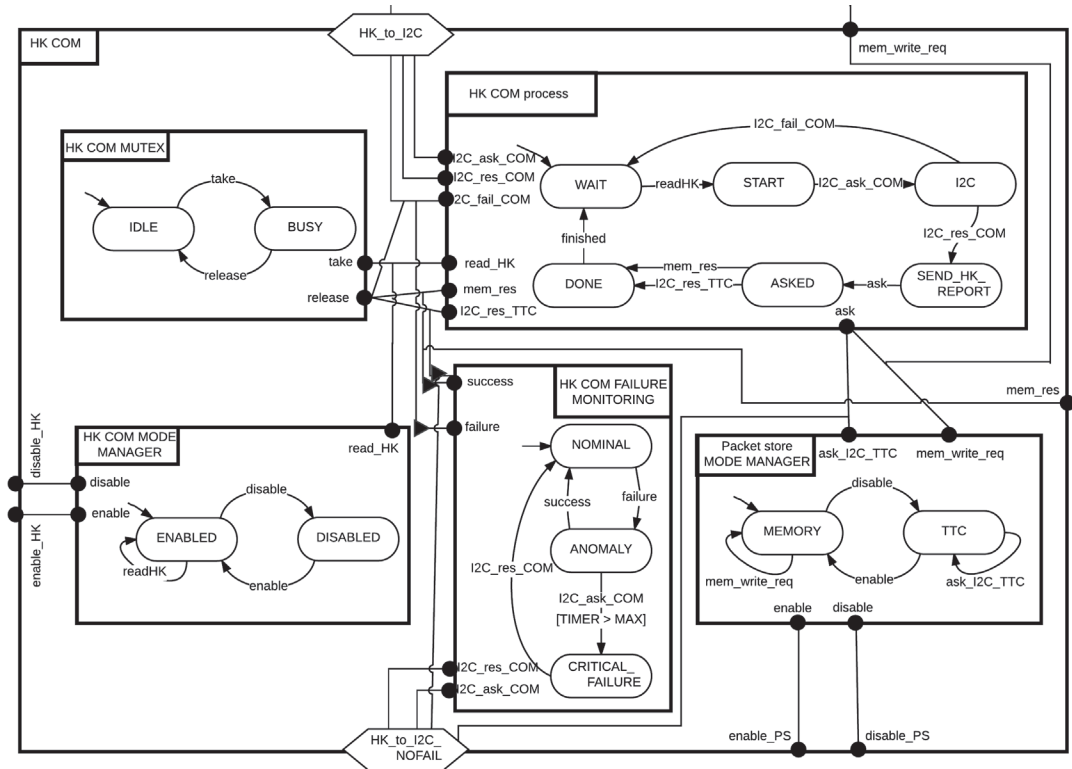 HK_to_I2C
HK COM
mem_write_req
HK COM process
I2C_fail_COM
I2C_ask_COM
I2C_res_COM
2C_fail_COM
WAIT
readHK
START
I2C_ask_COM
I2C
I2C_res_COM
finished
DONE
mem_res
I2C_res_TTC
ASKED
ask
SEND_HK_
REPORT
read_HK
mem_res
I2C_res_TTC
ask
HK COM MUTEX
take
IDLE
BUSY
release
take
release
HK COM FAILURE
MONITORING
success
failure
NOMINAL
success
failure
ANOMALY
I2C_res_COM
I2C_ask_COM
[TIMER > MAX]
CRITICAL_
FAILURE
I2C_res_COM
I2C_ask_COM
mem_res
disable_HK
enable_HK
HK COM MODE
MANAGER
read_HK
disable
enable
disable
ENABLED
DISABLED
readHK
enable
Packet store
MODE MANAGER
ask_I2C_TTC
mem_write_req
disable
MEMORY
TTC
mem_write_req
enable
ask_I2C_TTC
enable
disable
enable_PS
disable_PS
HK_to_I2C_
NOFAIL